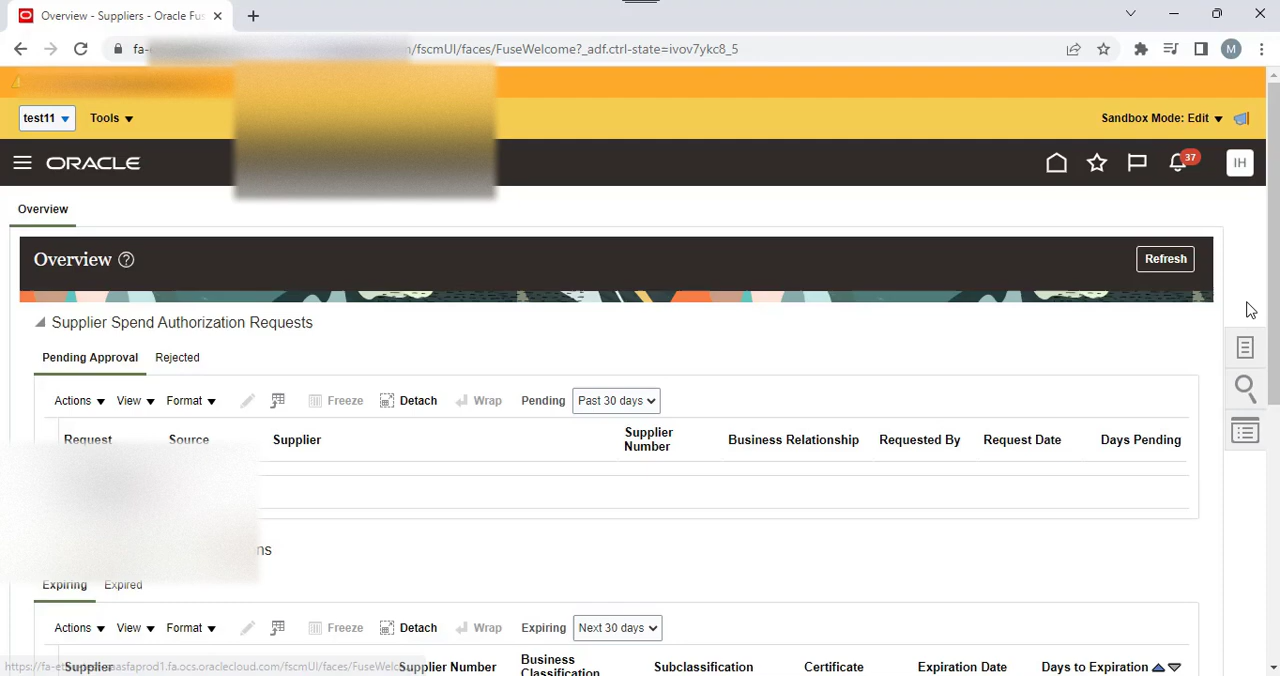 Overview - Suppliers - Oracle Fus
fa- /fscmUI/faces/FuseWelcome?_adf.ctrl-state=ivov7ykc8_5
M
test11 Tools Sandbox Mode: Edit
ORACLE 37 IH
Overview
Overview ? Refresh
Supplier Spend Authorization Requests
Pending Approval Rejected
Actions View Format Freeze Detach Wrap Pending Past 30 days
Request Source Supplier Supplier Number Business Relationship Requested By Request Date Days Pending
ns
Expiring Expired
Actions View Format Freeze Detach Wrap Expiring Next 30 days
Supplier Supplier Number Business Classification Subclassification Certificate Expiration Date Days to Expiration
https://fa-e masfaprod1.fa.ocs.oraclecloud.com/fscmUI/faces/FuseWelc